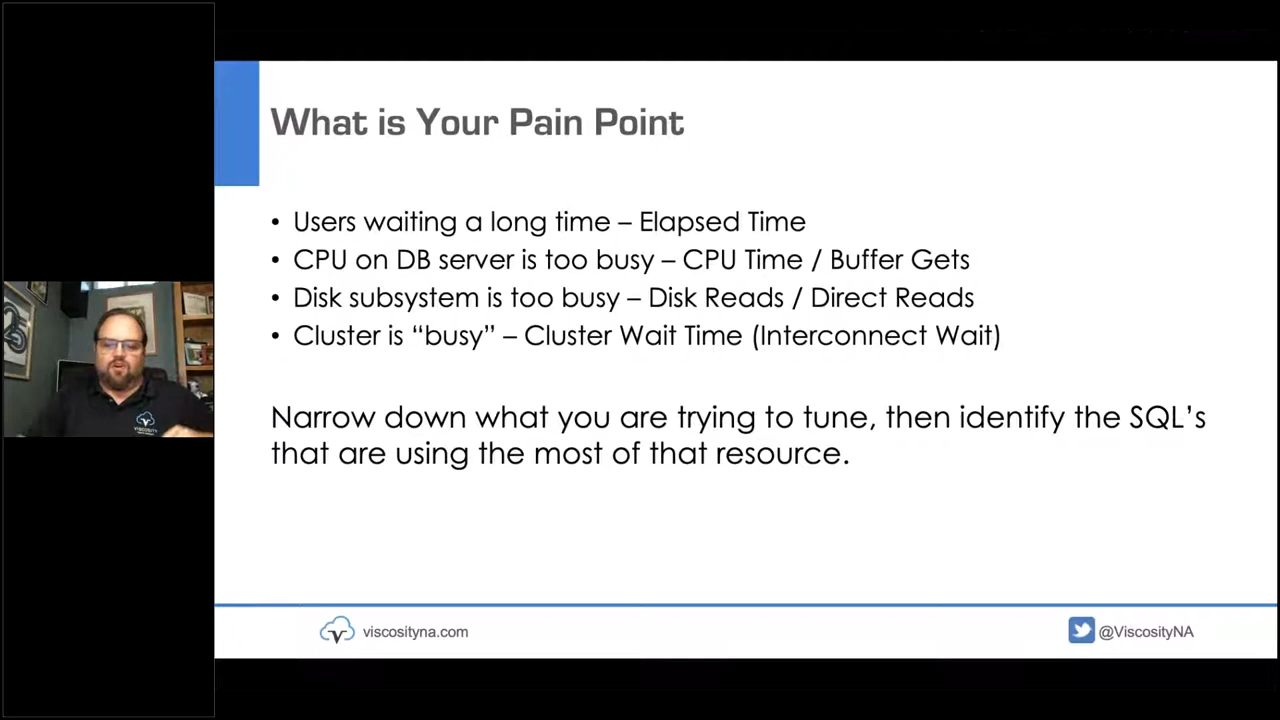 What is Your Pain Point
• Users waiting a long time – Elapsed Time
• CPU on DB server is too busy – CPU Time / Buffer Gets
• Disk subsystem is too busy – Disk Reads / Direct Reads
• Cluster is “busy” – Cluster Wait Time (Interconnect Wait)
Narrow down what you are trying to tune, then identify the SQL’s
that are using the most of that resource.
VISCOSITY
viscosityna.com
@ViscosityNA